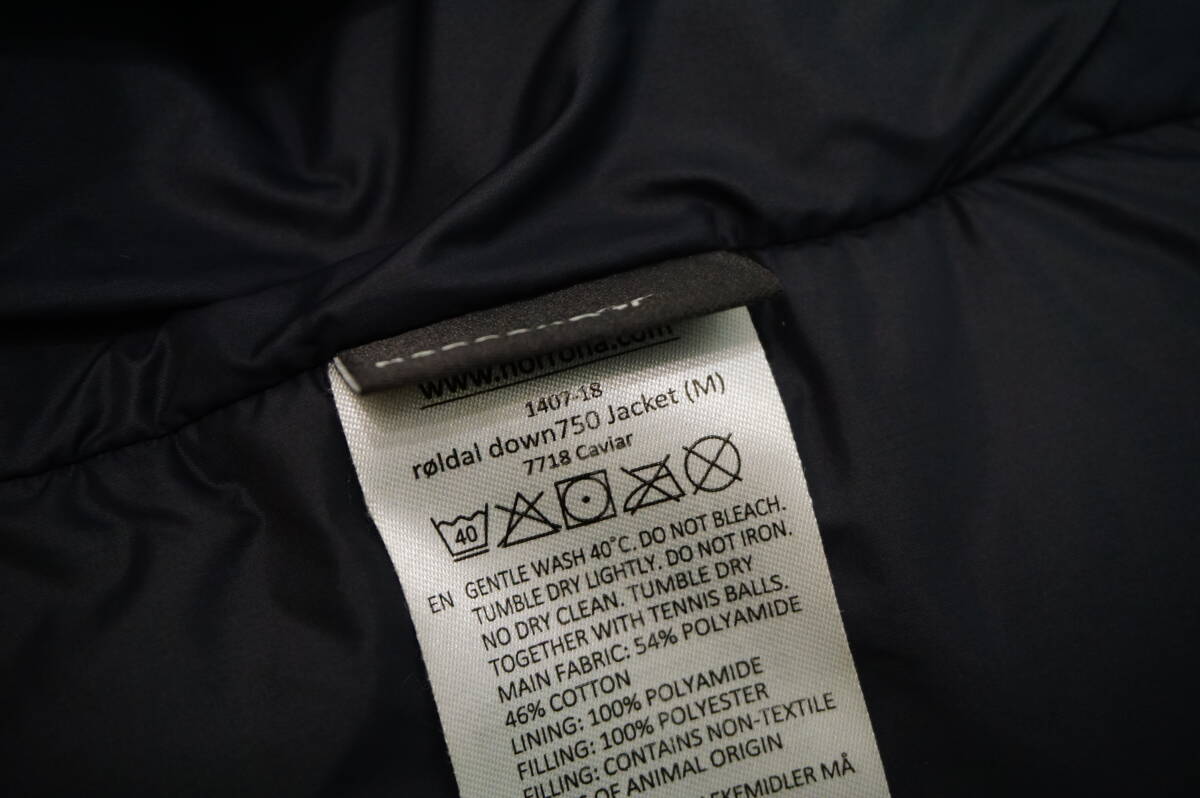 www.norrona.com
1407-18
røldal down750 Jacket (M)
7718 Caviar
40
EN GENTLE WASH 40°C. DO NOT BLEACH.
TUMBLE DRY LIGHTLY. DO NOT IRON.
NO DRY CLEAN. TUMBLE DRY
TOGETHER WITH TENNIS BALLS.
MAIN FABRIC: 54% POLYAMIDE
46% COTTON
LINING: 100% POLYAMIDE
FILLING: 100% POLYESTER
FILLING: CONTAINS NON-TEXTILE
OF ANIMAL ORIGIN
MÅ